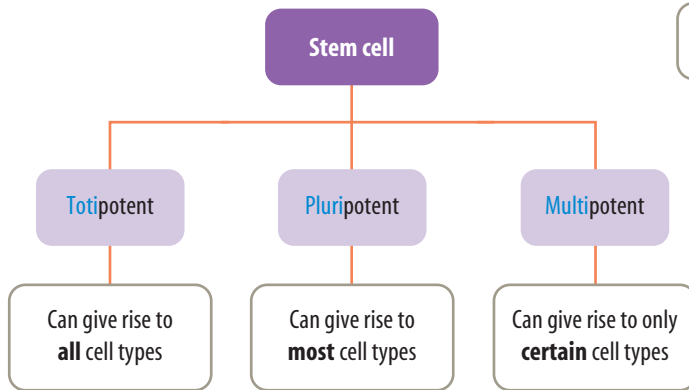 Stem cell
Totipotent
Pluripotent
Multipotent
Can give rise to
all cell types
Can give rise to
most cell types
Can give rise to only
certain cell types